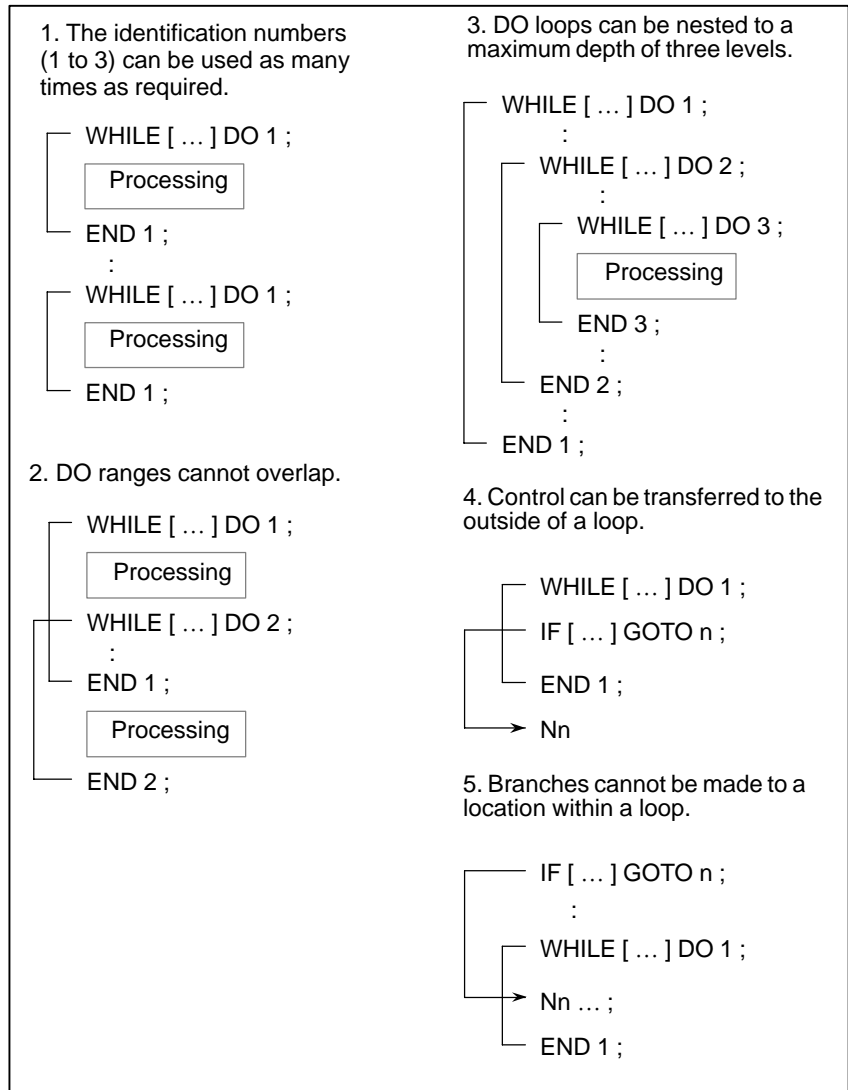 1. The identification numbers
(1 to 3) can be used as many
times as required.
WHILE [ … ] DO 1 ;
Processing
END 1 ;
:
WHILE [ … ] DO 1 ;
Processing
END 1 ;
2. DO ranges cannot overlap.
WHILE [ … ] DO 1 ;
Processing
WHILE [ … ] DO 2 ;
:
END 1 ;
Processing
END 2 ;
3. DO loops can be nested to a
maximum depth of three levels.
WHILE [ … ] DO 1 ;
:
WHILE [ … ] DO 2 ;
:
WHILE [ … ] DO 3 ;
Processing
END 3 ;
:
END 2 ;
:
END 1 ;
4. Control can be transferred to the
outside of a loop.
WHILE [ … ] DO 1 ;
IF [ … ] GOTO n ;
END 1 ;
Nn
5. Branches cannot be made to a
location within a loop.
IF [ … ] GOTO n ;
:
WHILE [ … ] DO 1 ;
Nn … ;
END 1 ;